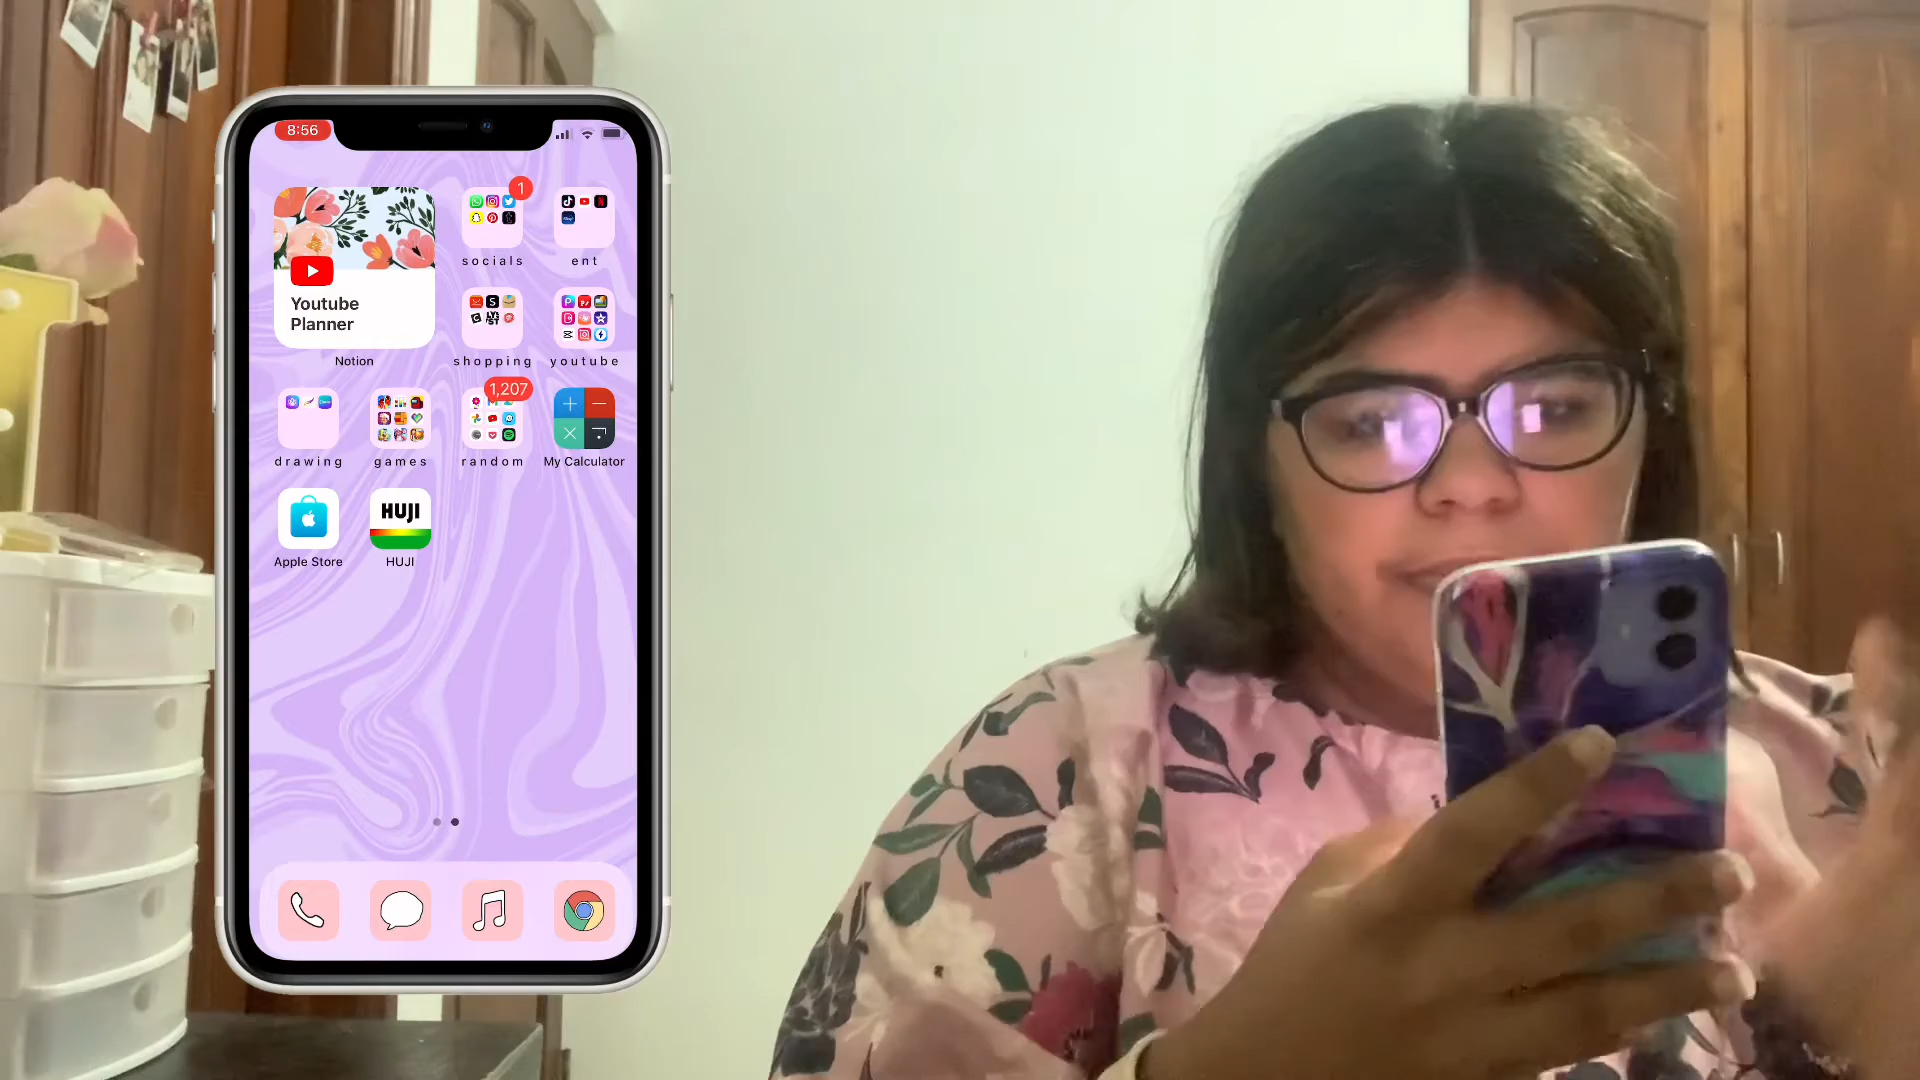 8:56
1
socials
ent
Youtube
Planner
Notion
shopping
youtube
1,207
drawing
games
random
My Calculator
HUJI
Apple Store
HUJI